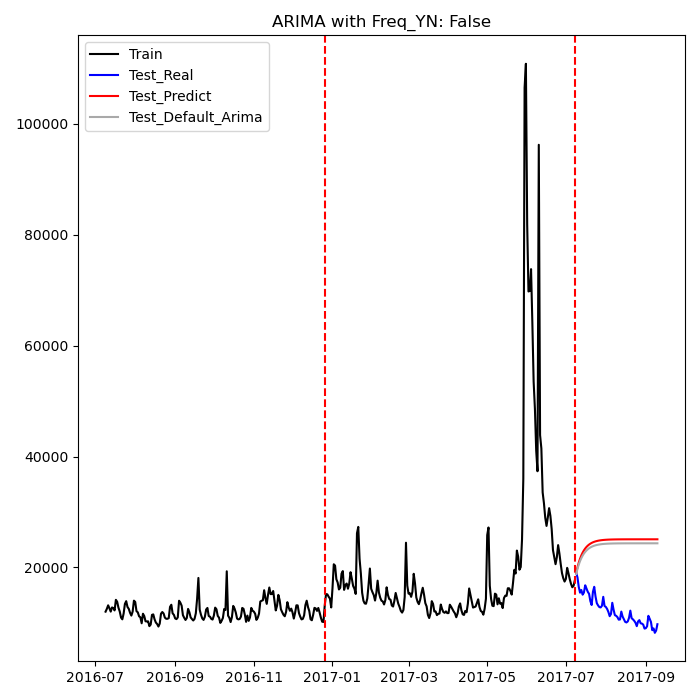 ARIMA with Freq_YN: False
Train
Test_Real
Test_Predict
Test_Default_Arima
100000
80000
60000
40000
20000
2016-07 2016-09 2016-11 2017-01 2017-03 2017-05 2017-07 2017-09